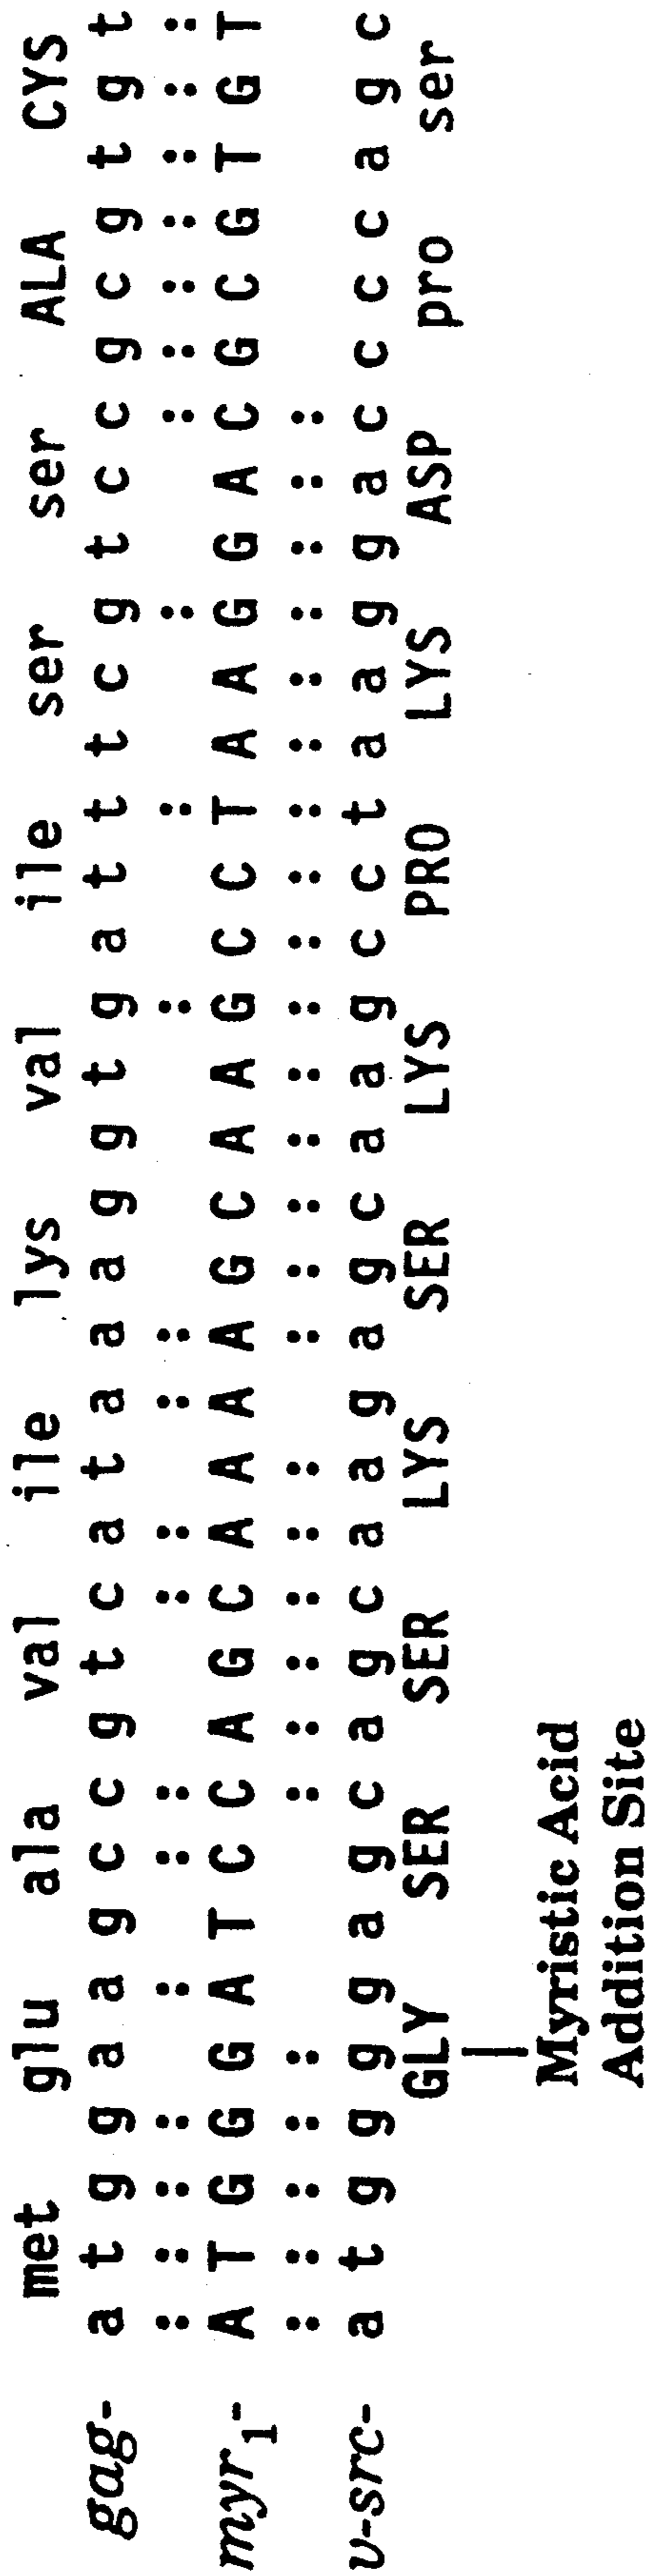 met glu ala val ile lys val ile ser ser ALA CYS
gag- a t g g a a g c c g t c a t a a a g g t g a t t t c g t c c g c g t g t
: : : : : : : : : : : : : : : : : : : : :
myr₁- A T G G G A T C C A G C A A A A G C A A G C C T A A G G A C G C G T G T
: : : : : : : : : : : : : : : : : : : : : : : : : :
v-src- a t g g g g a g c a g c a a g a g c a a g c c t a a g g a c c c c a g c
GLY SER SER LYS SER LYS PRO LYS ASP pro ser
Myristic Acid
Addition Site